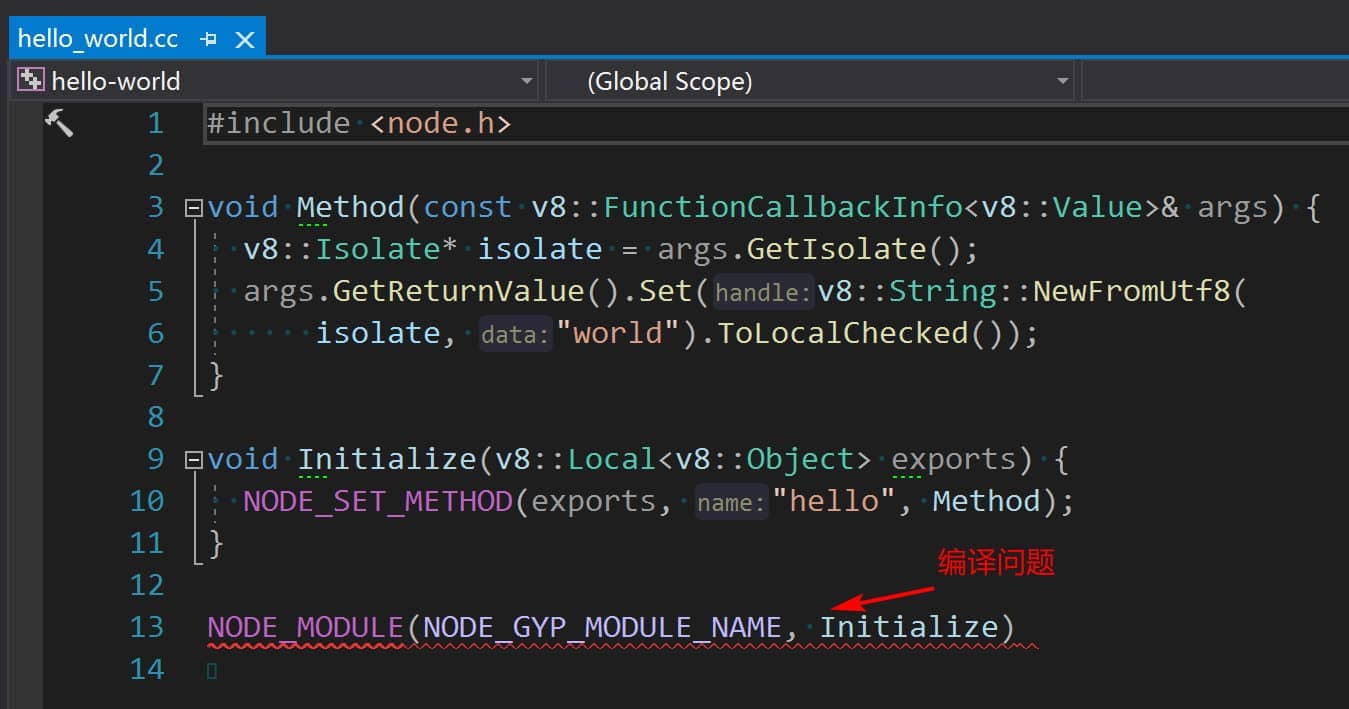 hello_world.cc
hello-world (Global Scope)
1 #include <node.h>
2
3 void Method(const v8::FunctionCallbackInfo<v8::Value>& args) {
4 v8::Isolate* isolate = args.GetIsolate();
5 args.GetReturnValue().Set(handle:v8::String::NewFromUtf8(
6 isolate, data:"world").ToLocalChecked());
7 }
8
9 void Initialize(v8::Local<v8::Object> exports) {
10 NODE_SET_METHOD(exports, name:"hello", Method);
11 }
编译问题
12
13 NODE_MODULE(NODE_GYP_MODULE_NAME, Initialize)
14